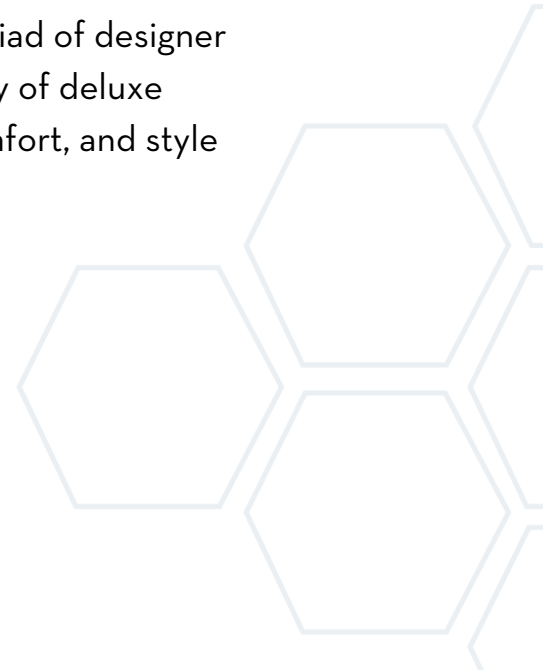 iad of designer
y of deluxe
nfort, and style